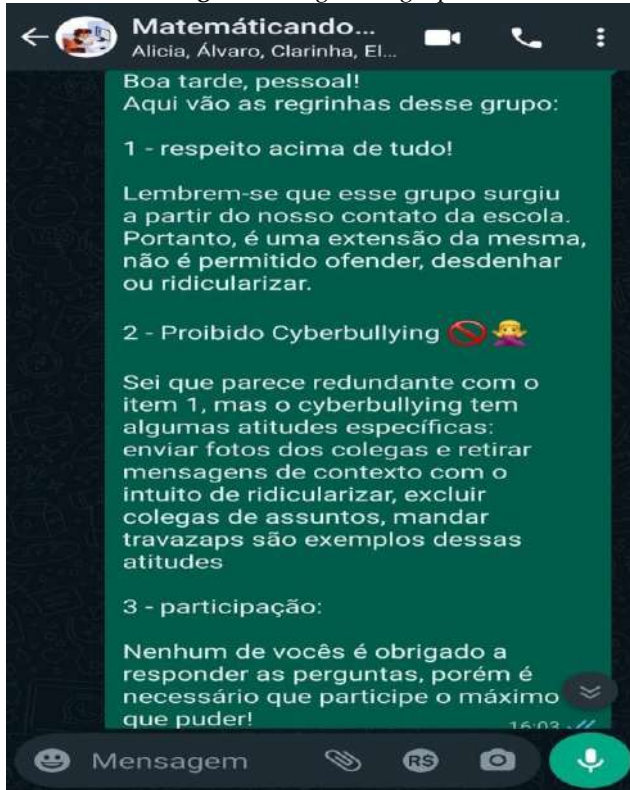 Matemáticando...
Alicia, Álvaro, Clarinha, El...
Boa tarde, pessoal!
Aqui vão as regrinhas desse grupo:
1 - respeito acima de tudo!
Lembrem-se que esse grupo surgiu
a partir do nosso contato da escola.
Portanto, é uma extensão da mesma,
não é permitido ofender, desdenhar
ou ridicularizar.
2 - Proibido Cyberbullying 🚫🙅‍♀️
Sei que parece redundante com o
item 1, mas o cyberbullying tem
algumas atitudes específicas:
enviar fotos dos colegas e retirar
mensagens de contexto com o
intuito de ridicularizar, excluir
colegas de assuntos, mandar
travazaps são exemplos dessas
atitudes
3 - participação:
Nenhum de vocês é obrigado a
responder as perguntas, porém é
necessário que participe o máximo
que puder!
16:03
Mensagem
RS